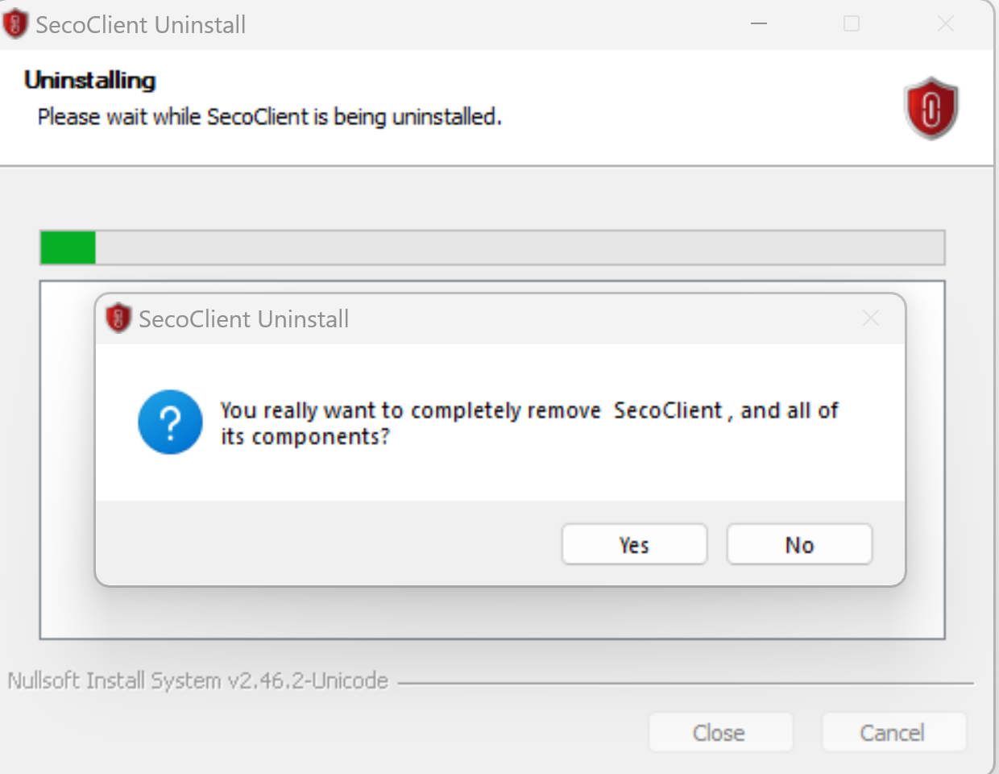 SecoClient Uninstall
Uninstalling
Please wait while SecoClient is being uninstalled.
SecoClient Uninstall
You really want to completely remove  SecoClient , and all of
its components?
Yes
No
Nullsoft Install System v2.46.2-Unicode
Close
Cancel